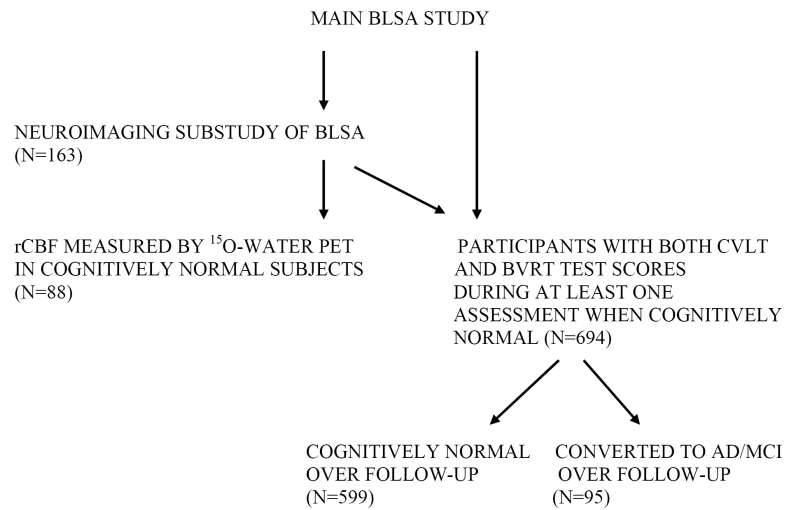 MAIN BLSA STUDY
NEUROIMAGING SUBSTUDY OF BLSA
(N=163)
rCBF MEASURED BY ¹⁵O-WATER PET
IN COGNITIVELY NORMAL SUBJECTS
(N=88)
PARTICIPANTS WITH BOTH CVLT
AND BVRT TEST SCORES
DURING AT LEAST ONE
ASSESSMENT WHEN COGNITIVELY
NORMAL (N=694)
COGNITIVELY NORMAL
OVER FOLLOW-UP
(N=599)
CONVERTED TO AD/MCI
OVER FOLLOW-UP
(N=95)